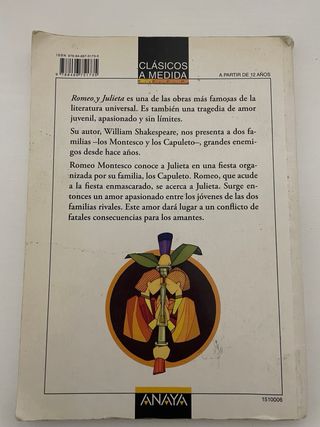 CLÁSICOS
A MEDIDA
A PARTIR DE 12 AÑOS
Romeo y Julieta es una de las obras más famosas de la
literatura universal. Es también una tragedia de amor
juvenil, apasionado y sin límites.
Su autor, William Shakespeare, nos presenta a dos fa-
milias –los Montesco y los Capuleto–, grandes enemi-
gos desde hace años.
Romeo Montesco conoce a Julieta en una fiesta or-
ganizada por su familia, los Capuleto. Romeo, que acude
a la fiesta enmascarado, se acerca a Julieta. Surge en-
tonces un amor apasionado entre los jóvenes de las dos
familias rivales. Este amor dará lugar a un conflicto de
fatales consecuencias para los amantes.
ANAYA
1510006